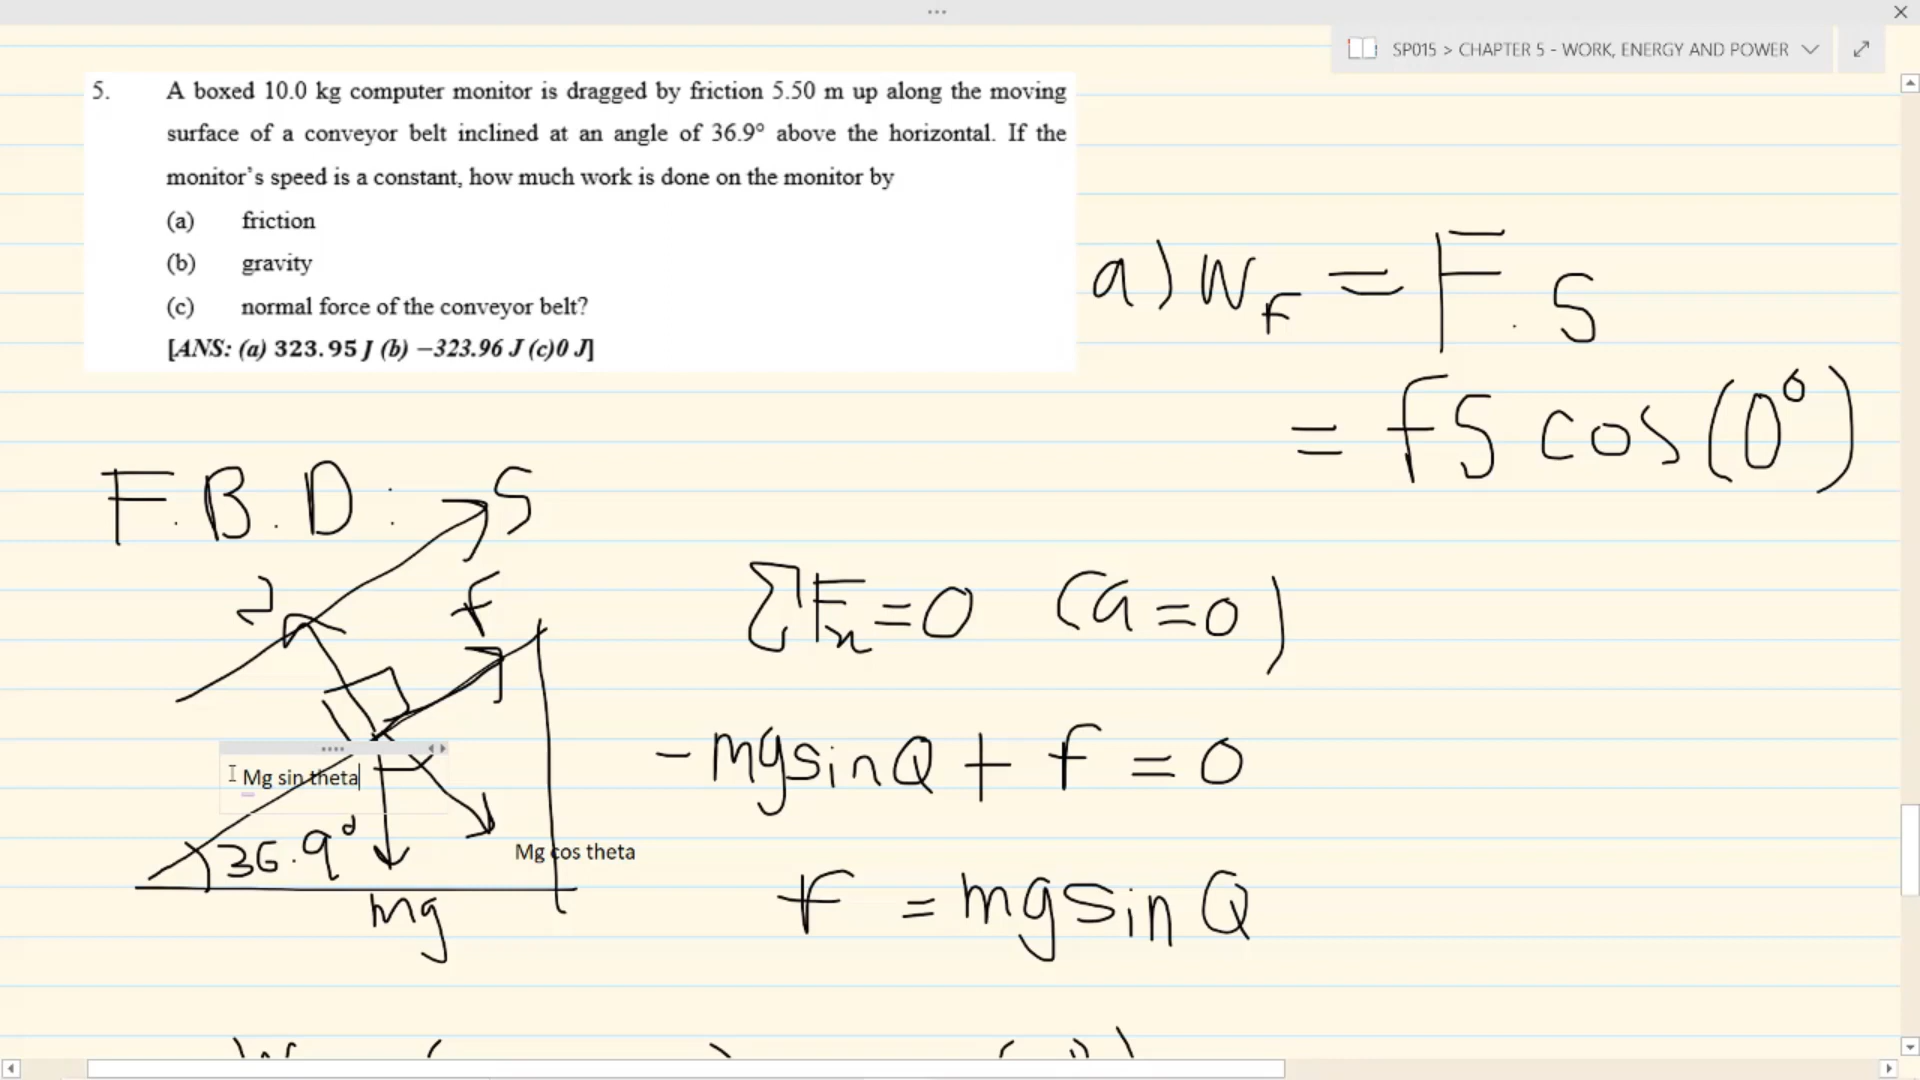 SP015 > CHAPTER 5 - WORK, ENERGY AND POWER
5. A boxed 10.0 kg computer monitor is dragged by friction 5.50 m up along the moving
surface of a conveyor belt inclined at an angle of 36.9° above the horizontal. If the
monitor's speed is a constant, how much work is done on the monitor by
(a) friction
(b) gravity
(c) normal force of the conveyor belt?
[ANS: (a) 323.95 J (b) −323.96 J (c)0 J]
a) W_F = F . S
= fs cos (0°)
F.B.D: S
f
ΣF_x = 0 (a = 0)
- mg sin Q + f = 0
Mg sin theta
36.9°
Mg cos theta
mg
f = mg sin Q